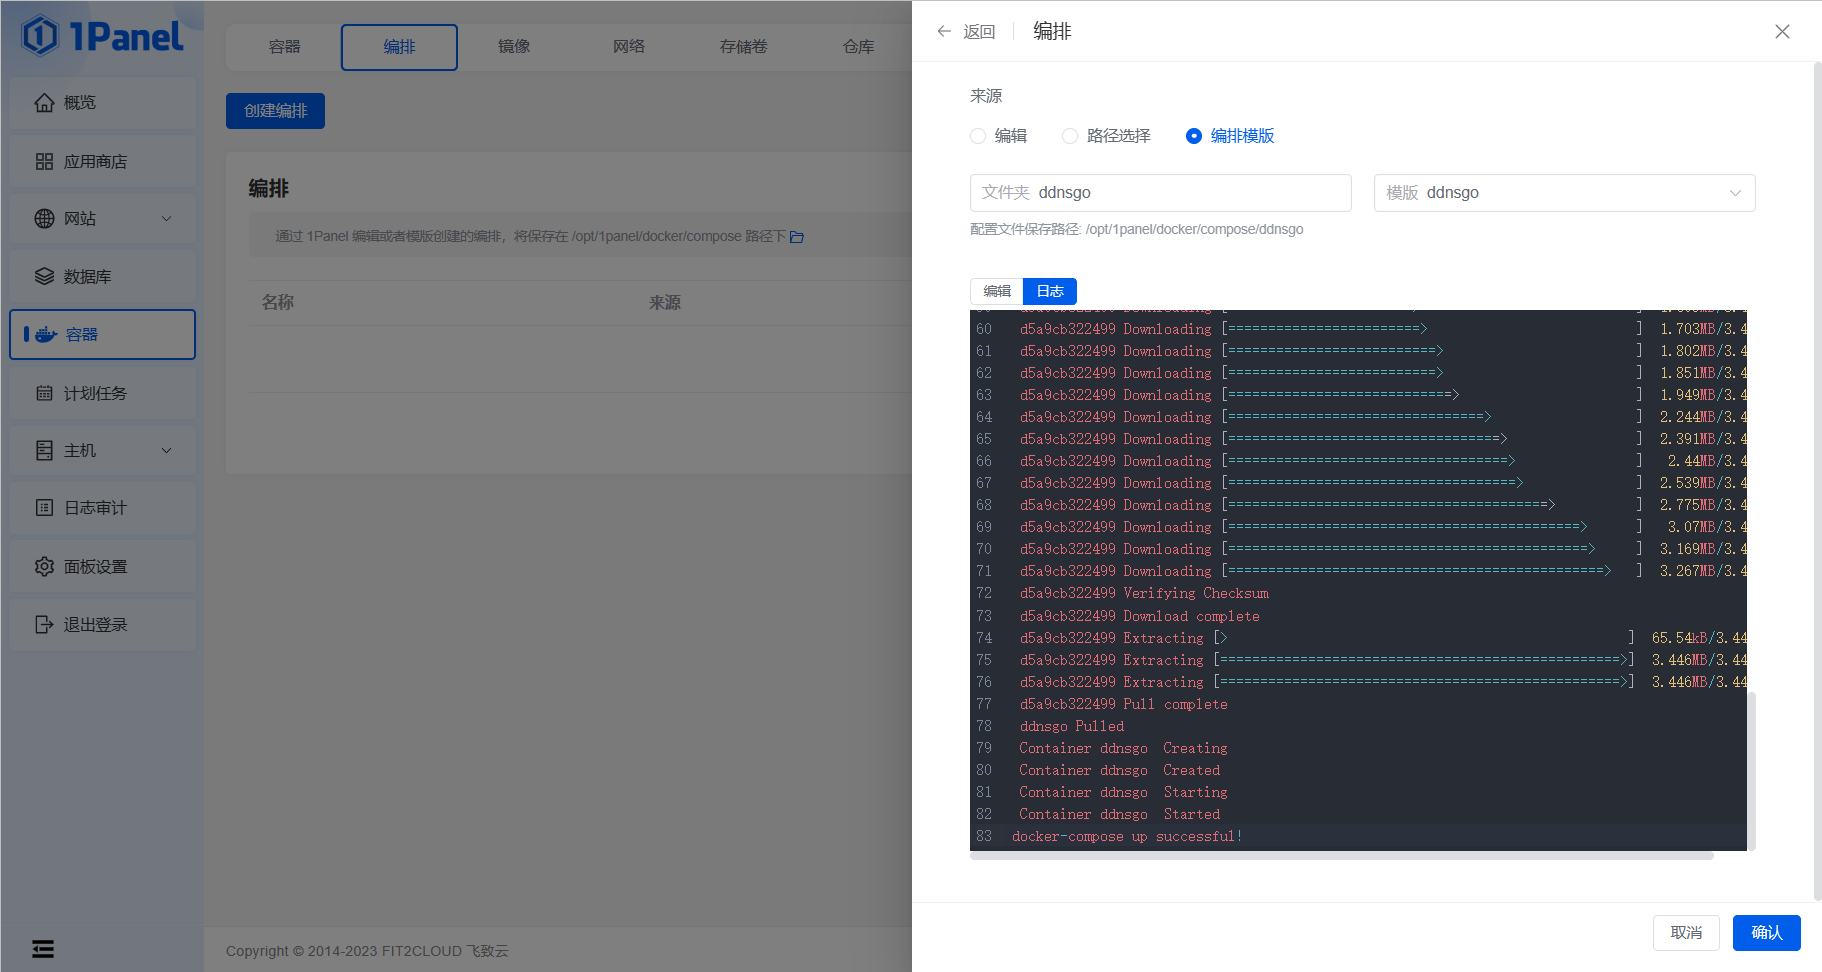 1Panel
概览
应用商店
网站
数据库
容器
计划任务
主机
日志审计
面板设置
退出登录
容器
编排
镜像
网络
存储卷
仓库
创建编排
编排
通过 1Panel 编辑或者模版创建的编排，将保存在 /opt/1panel/docker/compose 路径下
名称
来源
Copyright © 2014-2023 FIT2CLOUD 飞致云
返回
编排
来源
编辑
路径选择
编排模版
文件夹 ddnsgo
模版 ddnsgo
配置文件保存路径: /opt/1panel/docker/compose/ddnsgo
编辑
日志
60 d5a9cb322499 Downloading [========================> ] 1.703MB/3.4
61 d5a9cb322499 Downloading [==========================> ] 1.802MB/3.4
62 d5a9cb322499 Downloading [==========================> ] 1.851MB/3.4
63 d5a9cb322499 Downloading [============================> ] 1.949MB/3.4
64 d5a9cb322499 Downloading [================================> ] 2.244MB/3.4
65 d5a9cb322499 Downloading [==================================> ] 2.391MB/3.4
66 d5a9cb322499 Downloading [===================================> ] 2.44MB/3.4
67 d5a9cb322499 Downloading [====================================> ] 2.539MB/3.4
68 d5a9cb322499 Downloading [========================================> ] 2.775MB/3.4
69 d5a9cb322499 Downloading [============================================> ] 3.07MB/3.4
70 d5a9cb322499 Downloading [=============================================> ] 3.169MB/3.4
71 d5a9cb322499 Downloading [===============================================> ] 3.267MB/3.4
72 d5a9cb322499 Verifying Checksum
73 d5a9cb322499 Download complete
74 d5a9cb322499 Extracting [> ] 65.54kB/3.44
75 d5a9cb322499 Extracting [==================================================>] 3.446MB/3.44
76 d5a9cb322499 Extracting [==================================================>] 3.446MB/3.44
77 d5a9cb322499 Pull complete
78 ddnsgo Pulled
79 Container ddnsgo  Creating
80 Container ddnsgo  Created
81 Container ddnsgo  Starting
82 Container ddnsgo  Started
83 docker-compose up successful!
取消
确认